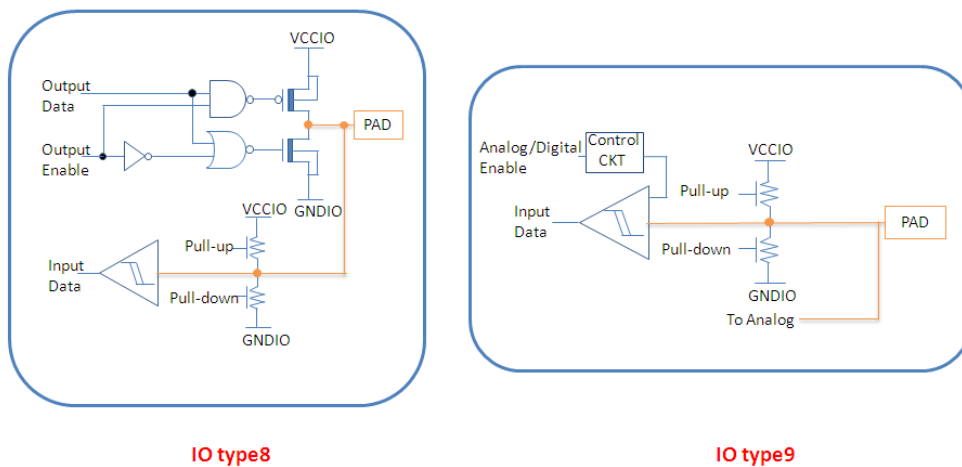 VCCIO
Output
Data
PAD
Output
Enable
GNDIO
VCCIO
Pull-up
Input
Data
Pull-down
GNDIO
IO type8
Analog/Digital
Enable
Control
CKT
VCCIO
Pull-up
Input
Data
PAD
Pull-down
GNDIO
To Analog
IO type9